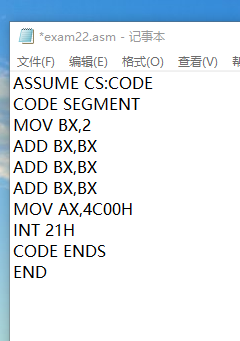 *exam22.asm - 记事本
文件(F) 编辑(E) 格式(O) 查看(V) 帮助
ASSUME CS:CODE
CODE SEGMENT
MOV BX,2
ADD BX,BX
ADD BX,BX
ADD BX,BX
MOV AX,4C00H
INT 21H
CODE ENDS
END